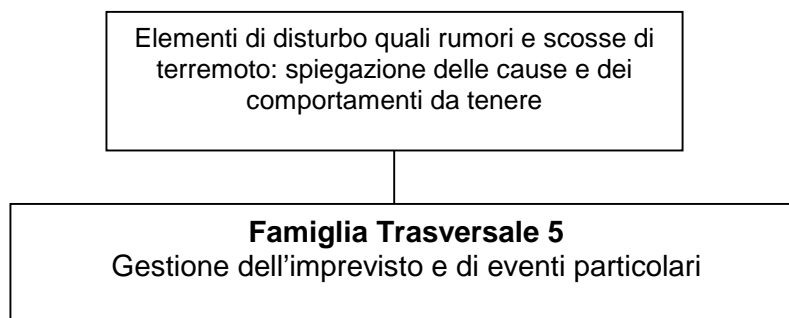 Elementi di disturbo quali rumori e scosse di
terremoto: spiegazione delle cause e dei
comportamenti da tenere
Famiglia Trasversale 5
Gestione dell'imprevisto e di eventi particolari